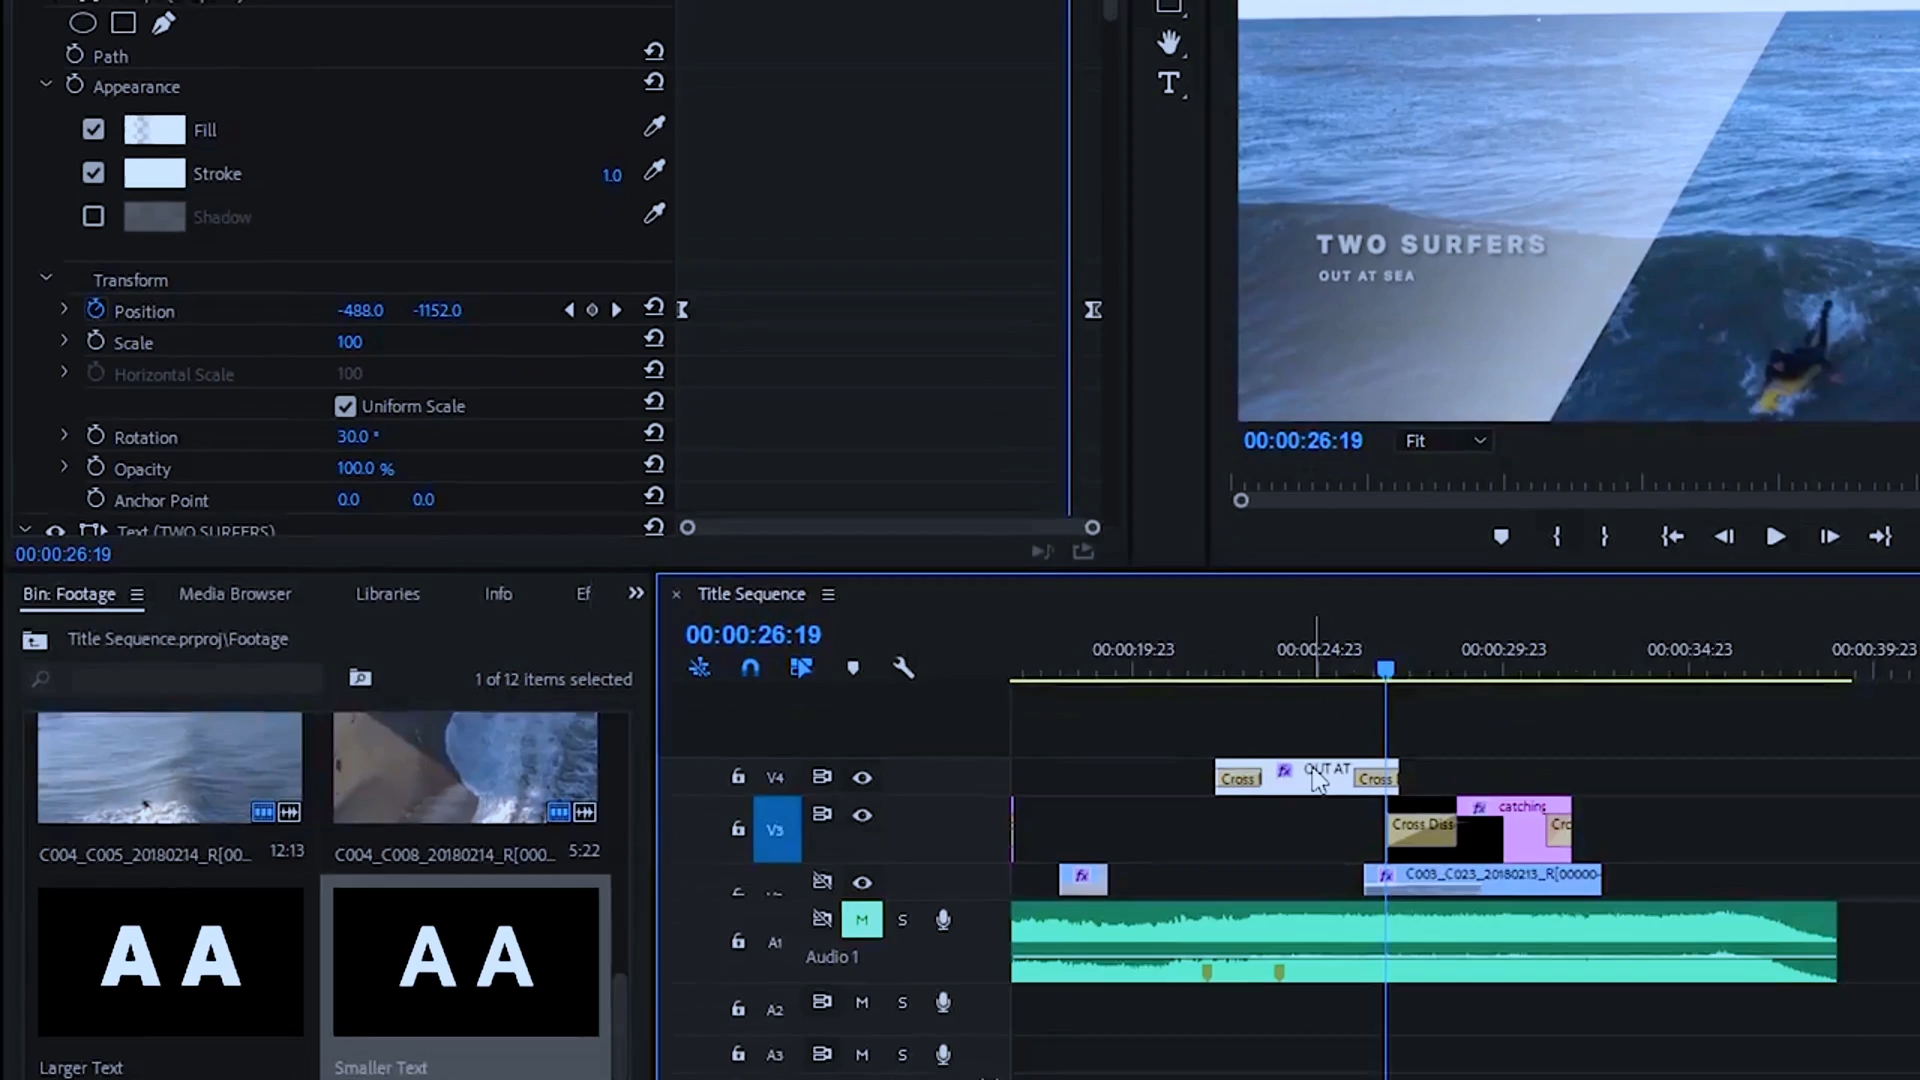 Path
Appearance
Fill
Stroke 1.0
Shadow
Transform
Position -488.0 -1152.0
Scale 100
Horizontal Scale 100
Uniform Scale
Rotation 30.0 °
Opacity 100.0 %
Anchor Point 0.0 0.0
Text (TWO SURFERS)
00:00:26:19
T
TWO SURFERS
OUT AT SEA
00:00:26:19 Fit
Bin: Footage Media Browser Libraries Info Ef
Title Sequence.prproj\Footage
1 of 12 items selected
C004_C005_20180214_R[00... 12:13
C004_C008_20180214_R[000... 5:22
A A
A A
Larger Text
Smaller Text
× Title Sequence
00:00:26:19
00:00:19:23 00:00:24:23 00:00:29:23 00:00:34:23 00:00:39:23
V4 Cross fx OUT AT Cross
V3 Cross Diss fx catching Cro
fx fx C003_C023_20180213_R[00000-
M S
A1
Audio 1
A2 M S
A3 M S